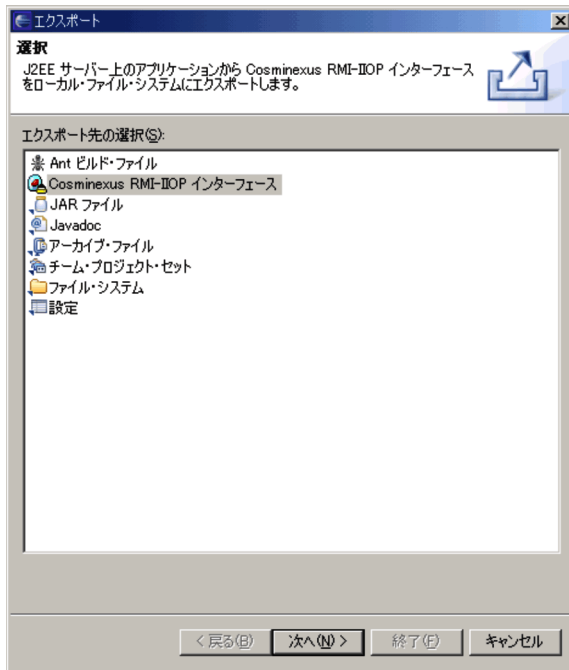 エクスポート
選択
J2EE サーバー上のアプリケーションから Cosminexus RMI-IIOP インターフェース
をローカル・ファイル・システムにエクスポートします。
エクスポート先の選択(S):
Ant ビルド・ファイル
Cosminexus RMI-IIOP インターフェース
JAR ファイル
Javadoc
アーカイブ・ファイル
チーム・プロジェクト・セット
ファイル・システム
設定
< 戻る(B)
次へ(N) >
終了(F)
キャンセル